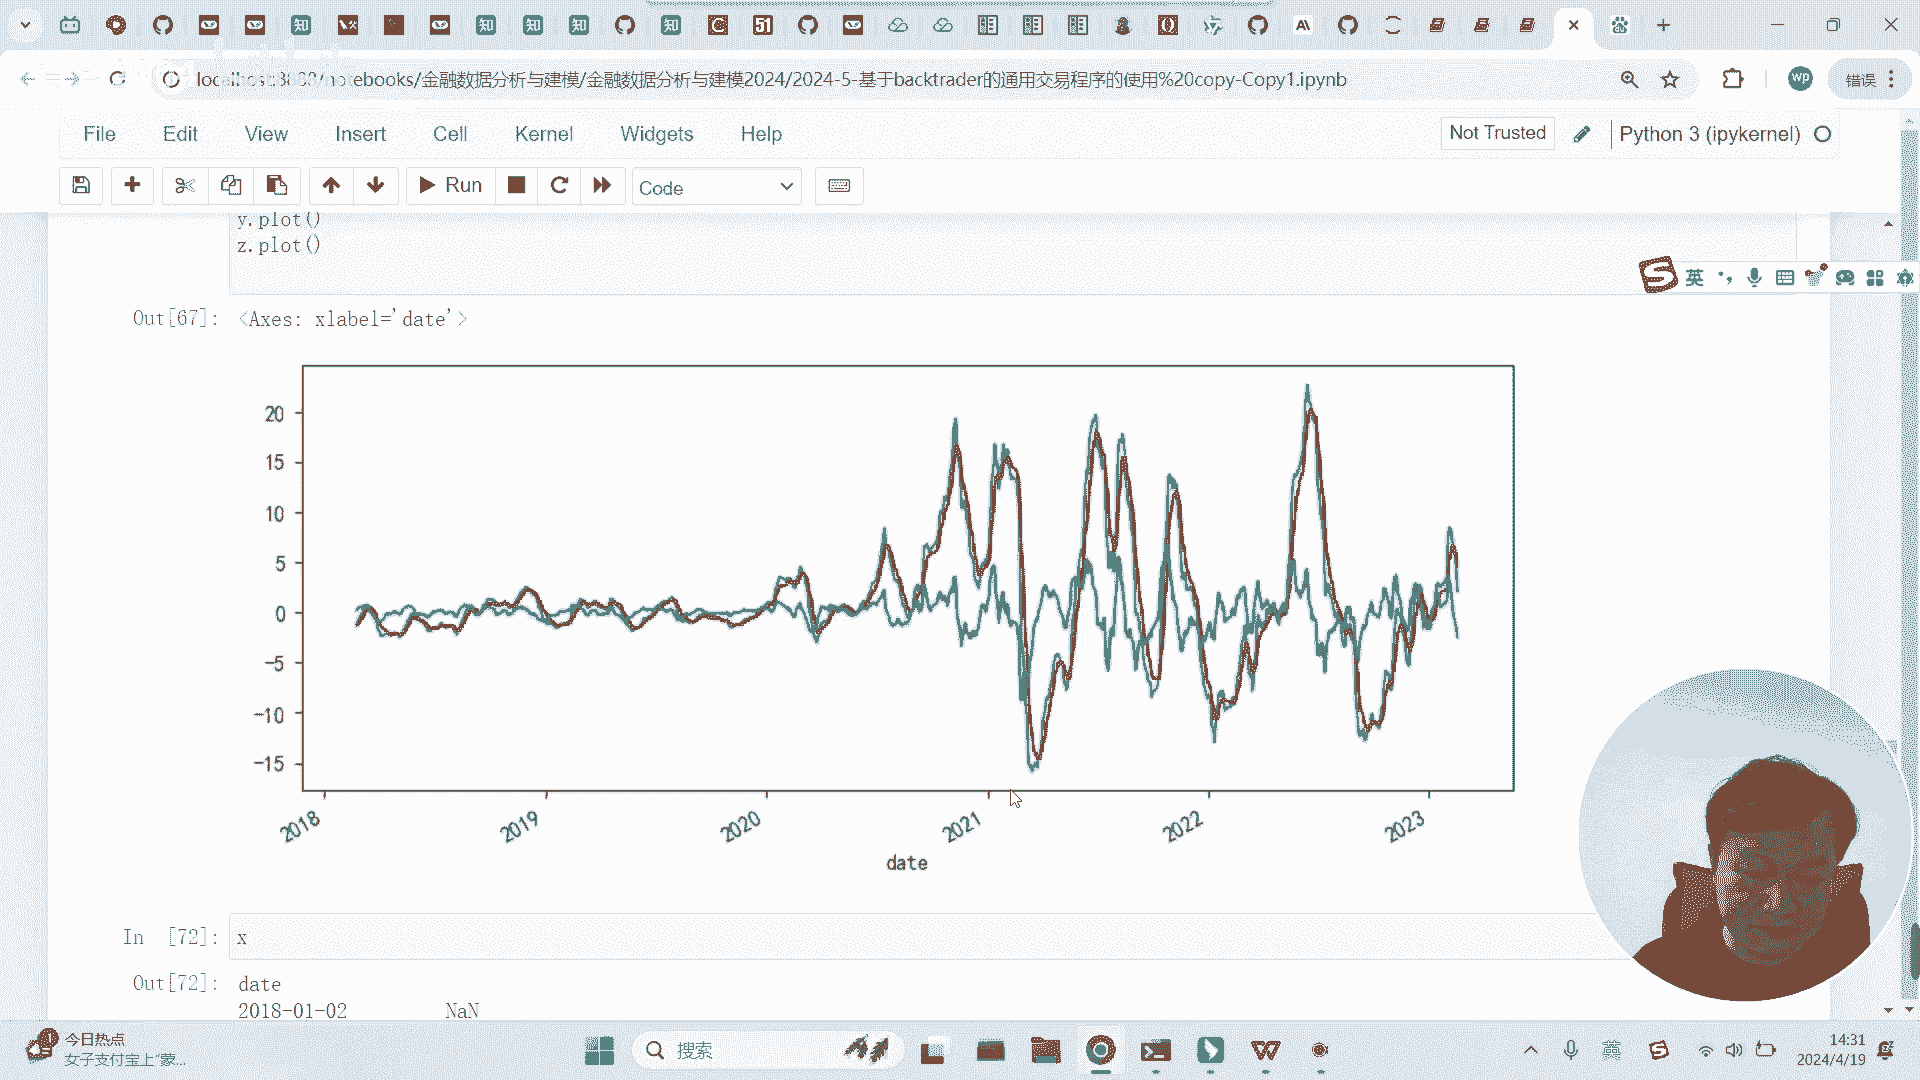 localhost:8888/notebooks/金融数据分析与建模/金融数据分析与建模2024/2024-5-基于backtrader的通用交易程序的使用%20copy-Copy1.ipynb
wp
错误
File Edit View Insert Cell Kernel Widgets Help
Not Trusted
Python 3 (ipykernel)
Run
Code
y.plot()
z.plot()
英
Out[67]: <Axes: xlabel='date'>
20
15
10
5
0
-5
-10
-15
2018 2019 2020 2021 2022 2023
date
In [72]: x
Out[72]: date
2018-01-02 NaN
今日热点
女子支付宝上"蒙...
搜索
英
14:31
2024/4/19